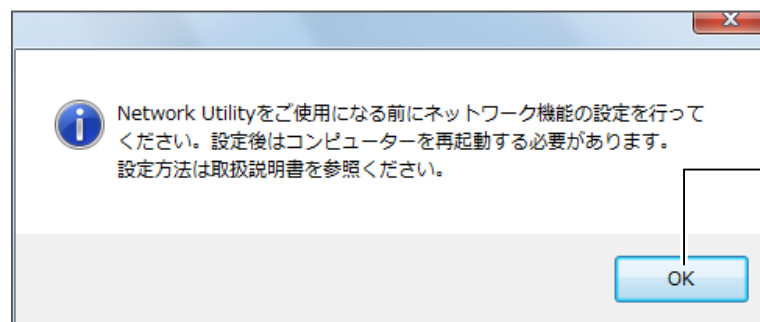 Network Utilityをご使用になる前にネットワーク機能の設定を行って
ください。設定後はコンピューターを再起動する必要があります。
設定方法は取扱説明書を参照ください。
OK